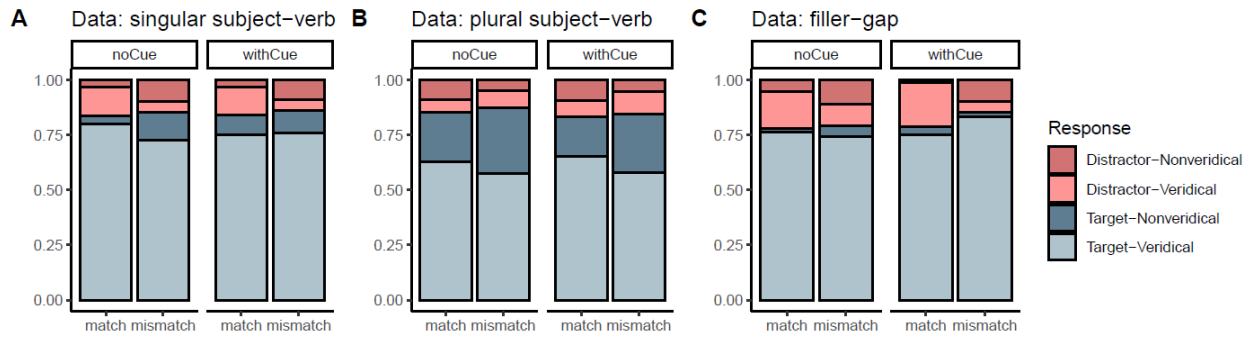 A Data: singular subject−verb
noCue withCue
1.00
0.75
0.50
0.25
0.00
match mismatch match mismatch
B Data: plural subject−verb
noCue withCue
1.00
0.75
0.50
0.25
0.00
match mismatch match mismatch
C Data: filler−gap
noCue withCue
1.00
0.75
0.50
0.25
0.00
match mismatch match mismatch
Response
Distractor−Nonveridical
Distractor−Veridical
Target−Nonveridical
Target−Veridical